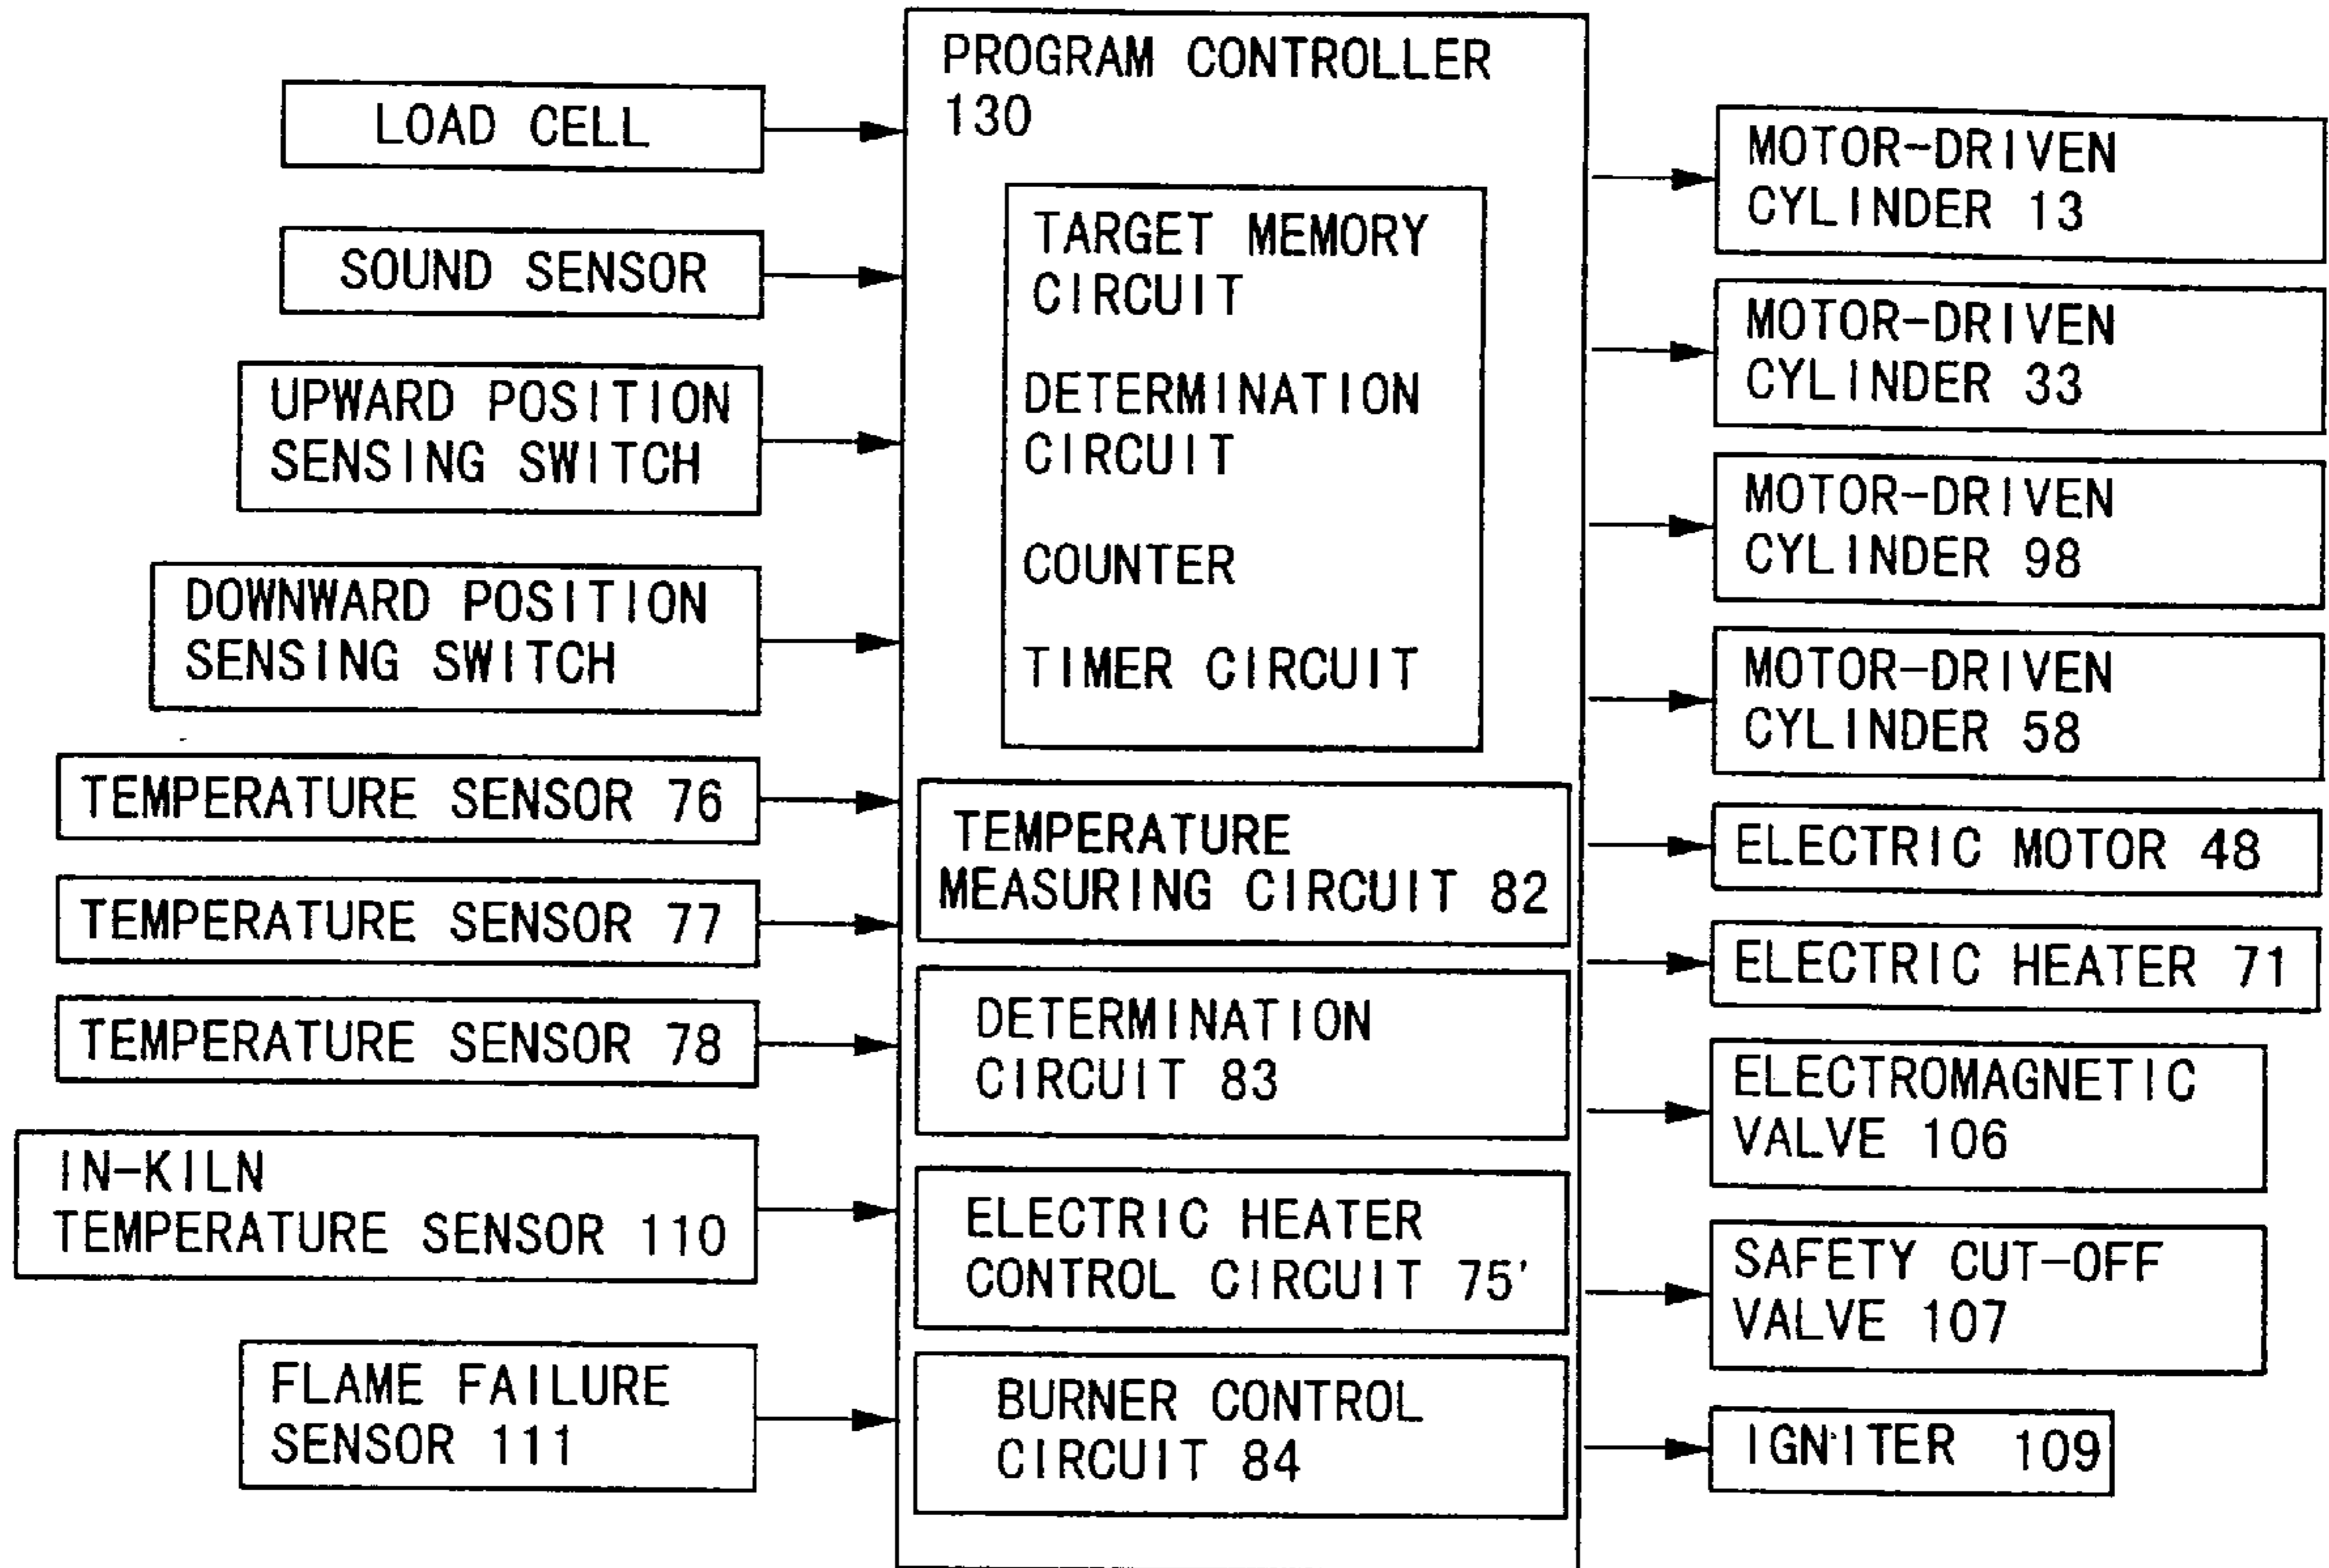 LOAD CELL
SOUND SENSOR
UPWARD POSITION
SENSING SWITCH
DOWNWARD POSITION
SENSING SWITCH
TEMPERATURE SENSOR 76
TEMPERATURE SENSOR 77
TEMPERATURE SENSOR 78
IN-KILN
TEMPERATURE SENSOR 110
FLAME FAILURE
SENSOR 111
PROGRAM CONTROLLER
130
TARGET MEMORY
CIRCUIT
DETERMINATION
CIRCUIT
COUNTER
TIMER CIRCUIT
TEMPERATURE
MEASURING CIRCUIT 82
DETERMINATION
CIRCUIT 83
ELECTRIC HEATER
CONTROL CIRCUIT 75'
BURNER CONTROL
CIRCUIT 84
MOTOR-DRIVEN
CYLINDER 13
MOTOR-DRIVEN
CYLINDER 33
MOTOR-DRIVEN
CYLINDER 98
MOTOR-DRIVEN
CYLINDER 58
ELECTRIC MOTOR 48
ELECTRIC HEATER 71
ELECTROMAGNETIC
VALVE 106
SAFETY CUT-OFF
VALVE 107
IGNITER 109